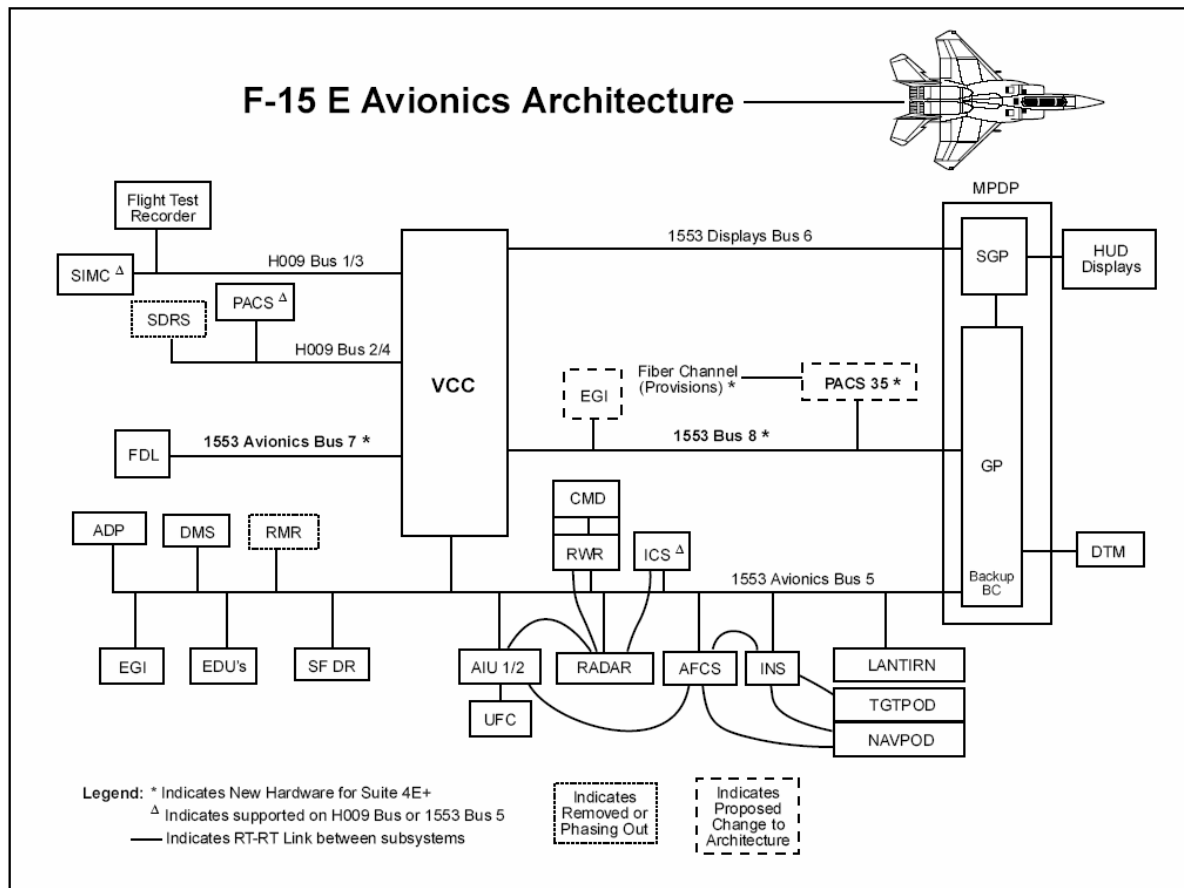 F-15 E Avionics Architecture
MPDP
Flight Test
Recorder
1553 Displays Bus 6
SGP
HUD
Displays
SIMC Δ
H009 Bus 1/3
PACS Δ
SDRS
H009 Bus 2/4
VCC
Fiber Channel
(Provisions) *
PACS 35 *
EGI
FDL
1553 Avionics Bus 7 *
1553 Bus 8 *
GP
CMD
ADP
DMS
RMR
RWR
ICS Δ
DTM
1553 Avionics Bus 5
Backup
BC
EGI
EDU's
SF DR
AIU 1/2
RADAR
AFCS
INS
LANTIRN
UFC
TGTPOD
NAVPOD
Legend: * Indicates New Hardware for Suite 4E+
Δ Indicates supported on H009 Bus or 1553 Bus 5
Indicates RT-RT Link between subsystems
Indicates
Removed or
Phasing Out
Indicates
Proposed
Change to
Architecture